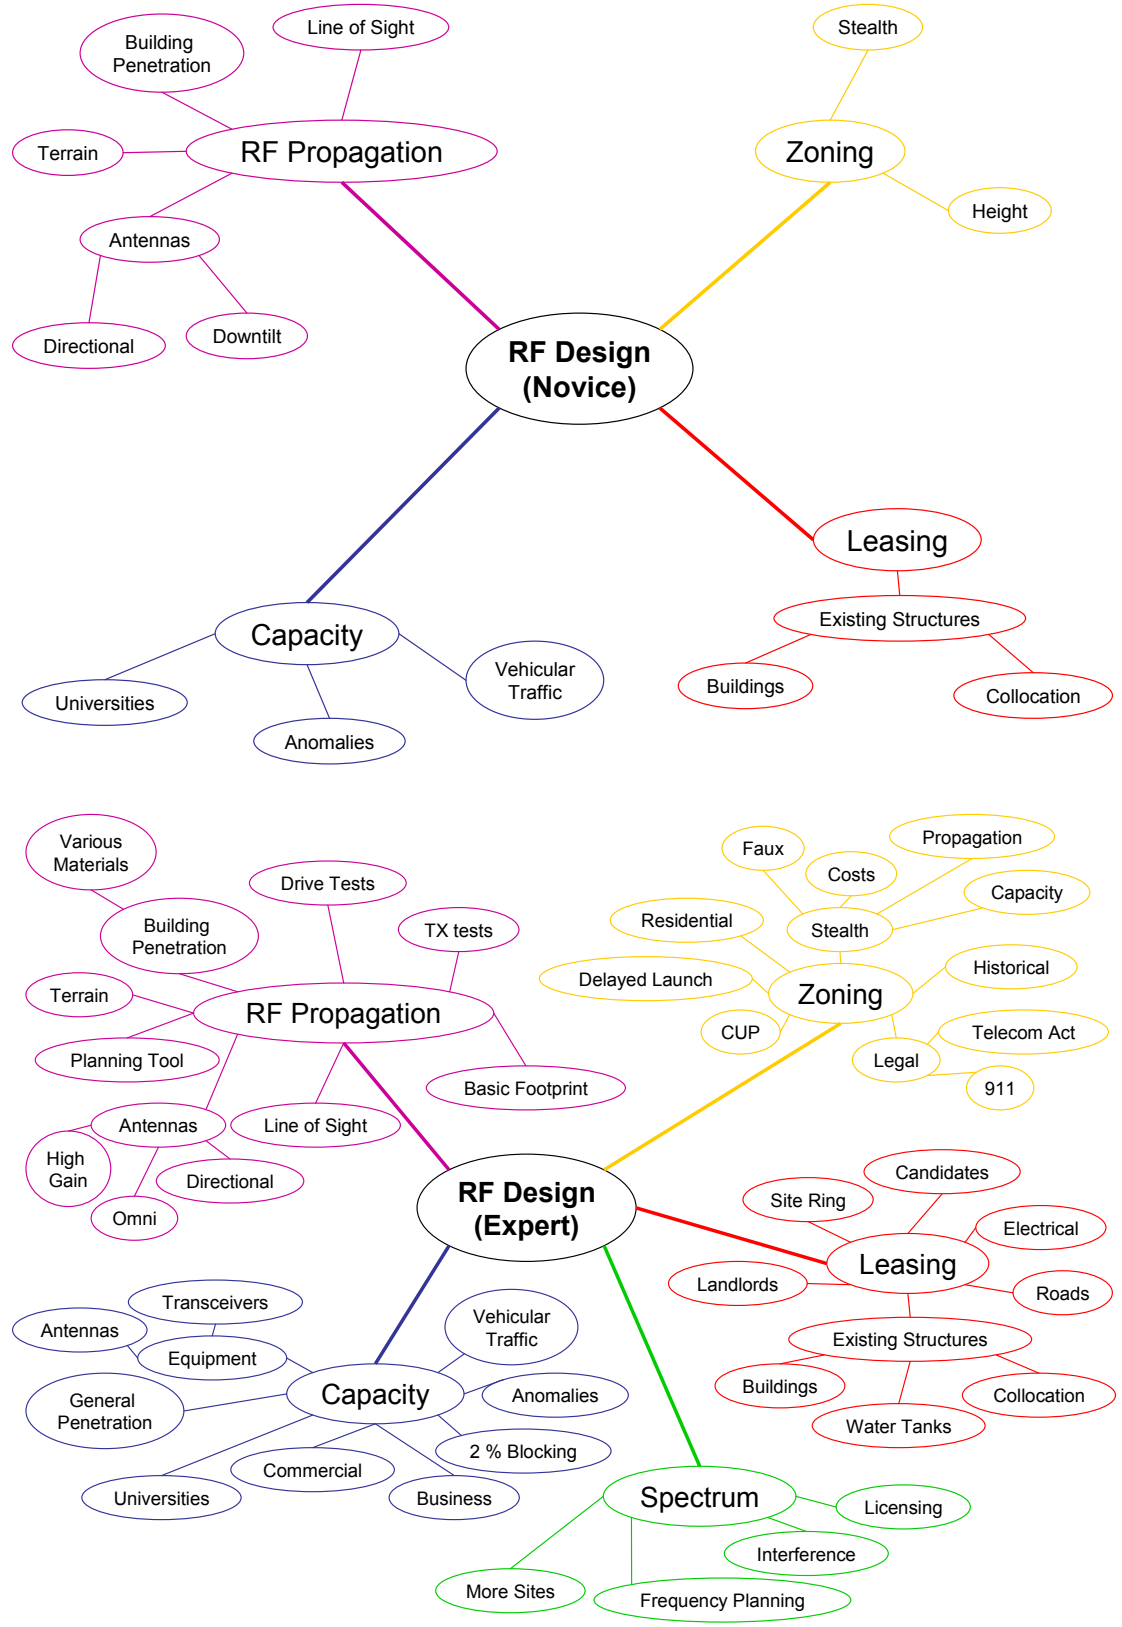 Line of Sight
Building
Penetration
Stealth
Terrain
RF Propagation
Zoning
Height
Antennas
Directional
Downtilt
RF Design
(Novice)
Leasing
Existing Structures
Capacity
Vehicular
Traffic
Buildings
Collocation
Universities
Anomalies
Various
Materials
Drive Tests
Building
Penetration
TX tests
Terrain
RF Propagation
Planning Tool
Basic Footprint
Antennas
Line of Sight
High
Gain
Directional
Omni
Faux
Propagation
Costs
Capacity
Residential
Stealth
Delayed Launch
Zoning
Historical
CUP
Legal
Telecom Act
911
RF Design
(Expert)
Candidates
Site Ring
Electrical
Leasing
Landlords
Roads
Existing Structures
Buildings
Collocation
Water Tanks
Transceivers
Antennas
Equipment
Vehicular
Traffic
General
Penetration
Capacity
Anomalies
2 % Blocking
Commercial
Universities
Business
Spectrum
Licensing
Interference
More Sites
Frequency Planning